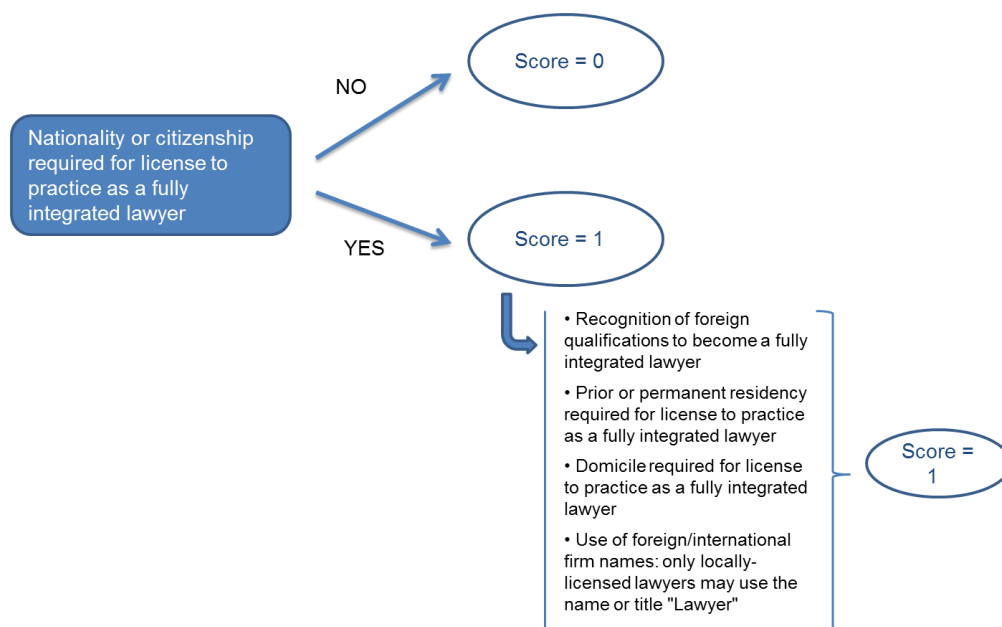 Nationality or citizenship
required for license to
practice as a fully
integrated lawyer
NO
Score = 0
YES
Score = 1
• Recognition of foreign
qualifications to become a fully
integrated lawyer
• Prior or permanent residency
required for license to practice
as a fully integrated lawyer
• Domicile required for license
to practice as a fully integrated
lawyer
• Use of foreign/international
firm names: only locally-
licensed lawyers may use the
name or title "Lawyer"
Score =
1